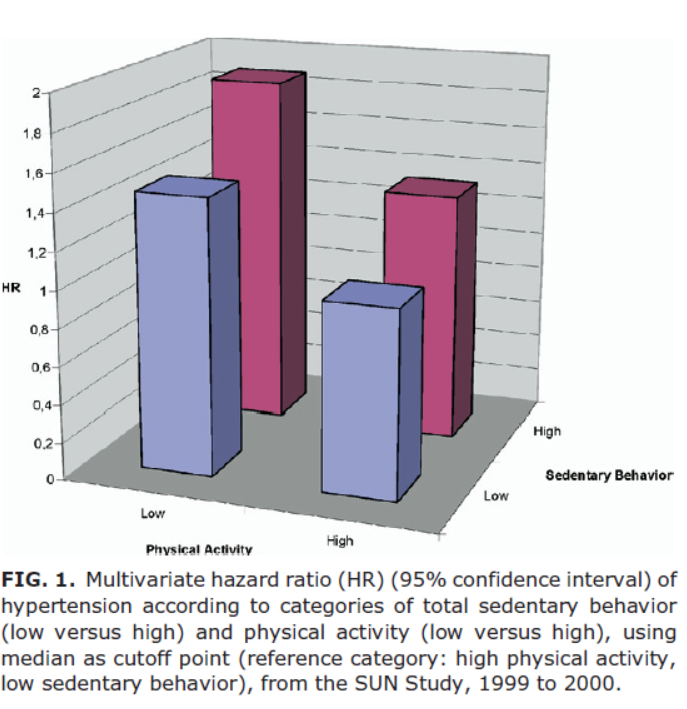 2
1,8
1,6
1,4
1,2
HR
1
0,8
0,6
0,4
0,2
0
High
Sedentary Behavior
Low
Low
High
Physical Activity
FIG. 1. Multivariate hazard ratio (HR) (95% confidence interval) of
hypertension according to categories of total sedentary behavior
(low versus high) and physical activity (low versus high), using
median as cutoff point (reference category: high physical activity,
low sedentary behavior), from the SUN Study, 1999 to 2000.